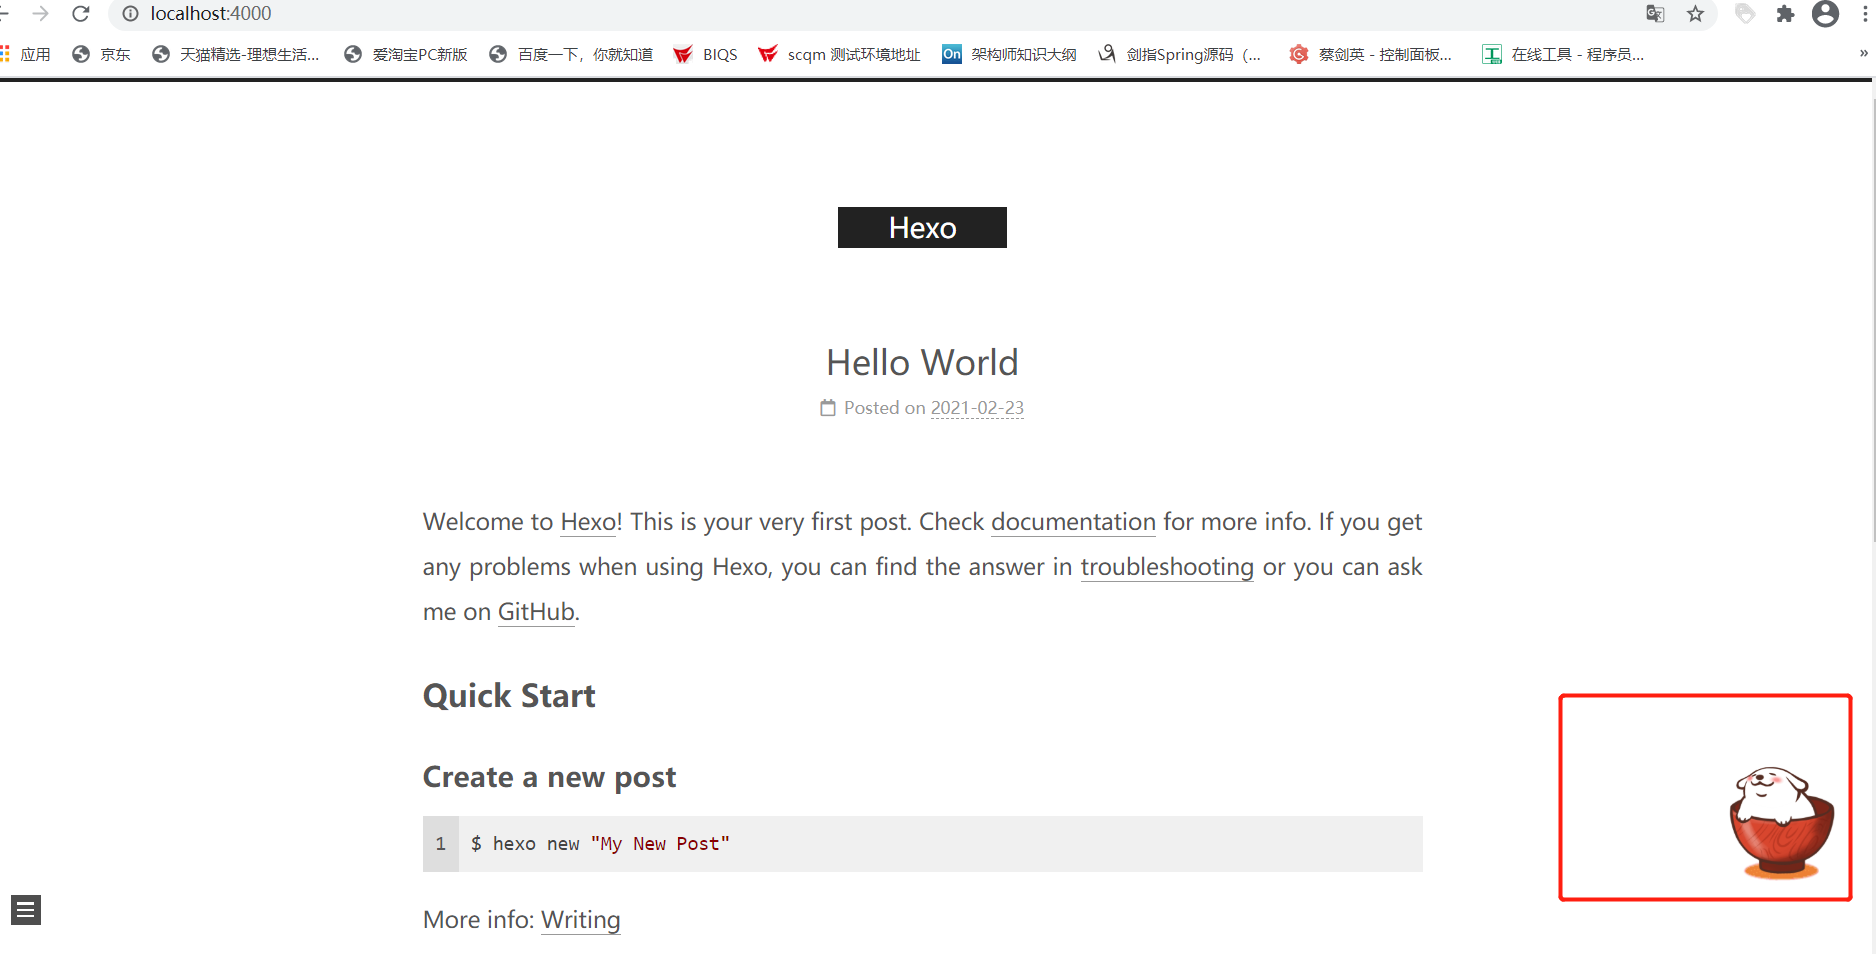 localhost:4000
应用 京东 天猫精选-理想生活... 爱淘宝PC新版 百度一下，你就知道 BIQS scqm 测试环境地址 On 架构师知识大纲 剑指Spring源码（... 蔡剑英 - 控制面板... 在线工具 - 程序员... »
Hexo
Hello World
Posted on 2021-02-23
Welcome to Hexo! This is your very first post. Check documentation for more info. If you get
any problems when using Hexo, you can find the answer in troubleshooting or you can ask
me on GitHub.
Quick Start
Create a new post
1 $ hexo new "My New Post"
More info: Writing